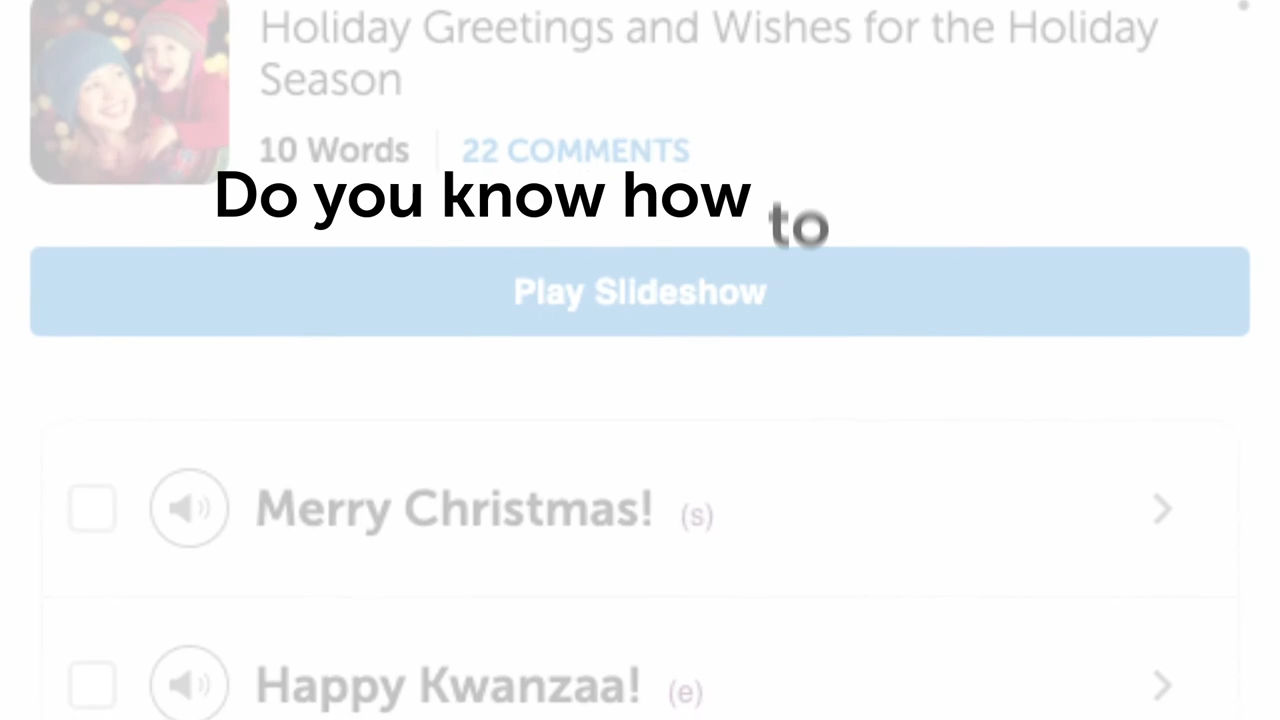 Holiday Greetings and Wishes for the Holiday
Season
10 Words 22 COMMENTS
Do you know how to
Play Slideshow
Merry Christmas! (s)
Happy Kwanzaa! (e)